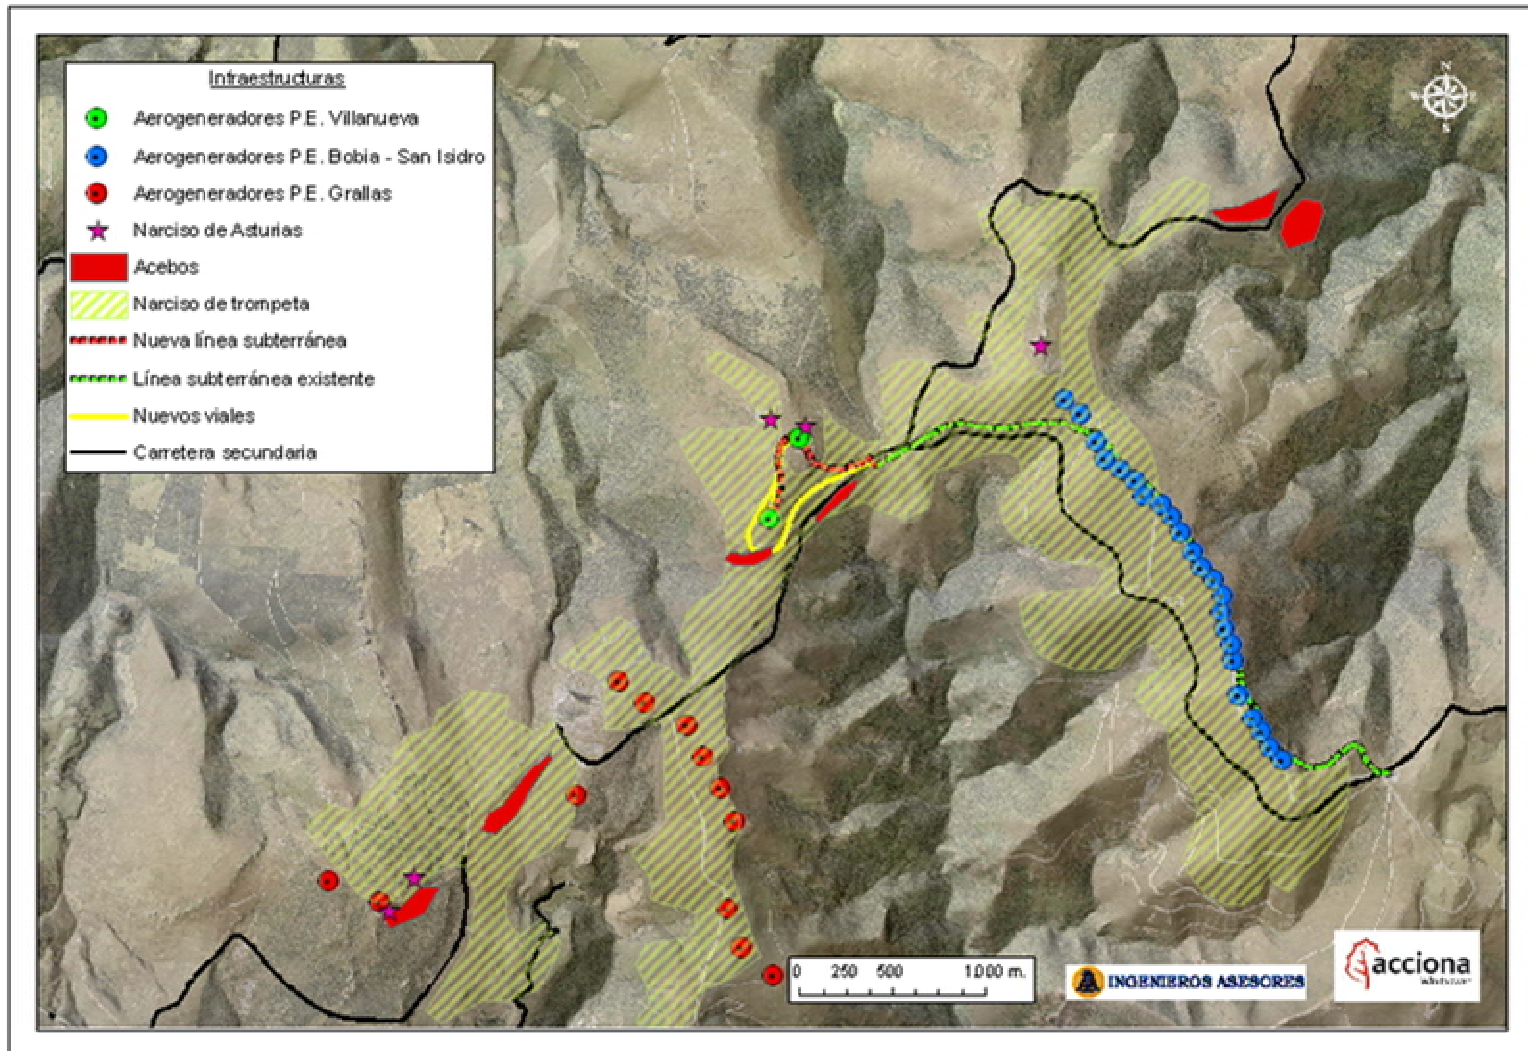 Infraestructuras
Aerogeneradores P.E. Villanueva
Aerogeneradores P.E. Bobia - San Isidro
Aerogeneradores P.E. Grallas
Narciso de Asturias
Acebos
Narciso de trompeta
Nueva línea subterránea
Línea subterránea existente
Nuevos viales
Carretera secundaria
N
S
0 250 500 1.000 m.
INGENIEROS ASESORES
acciona